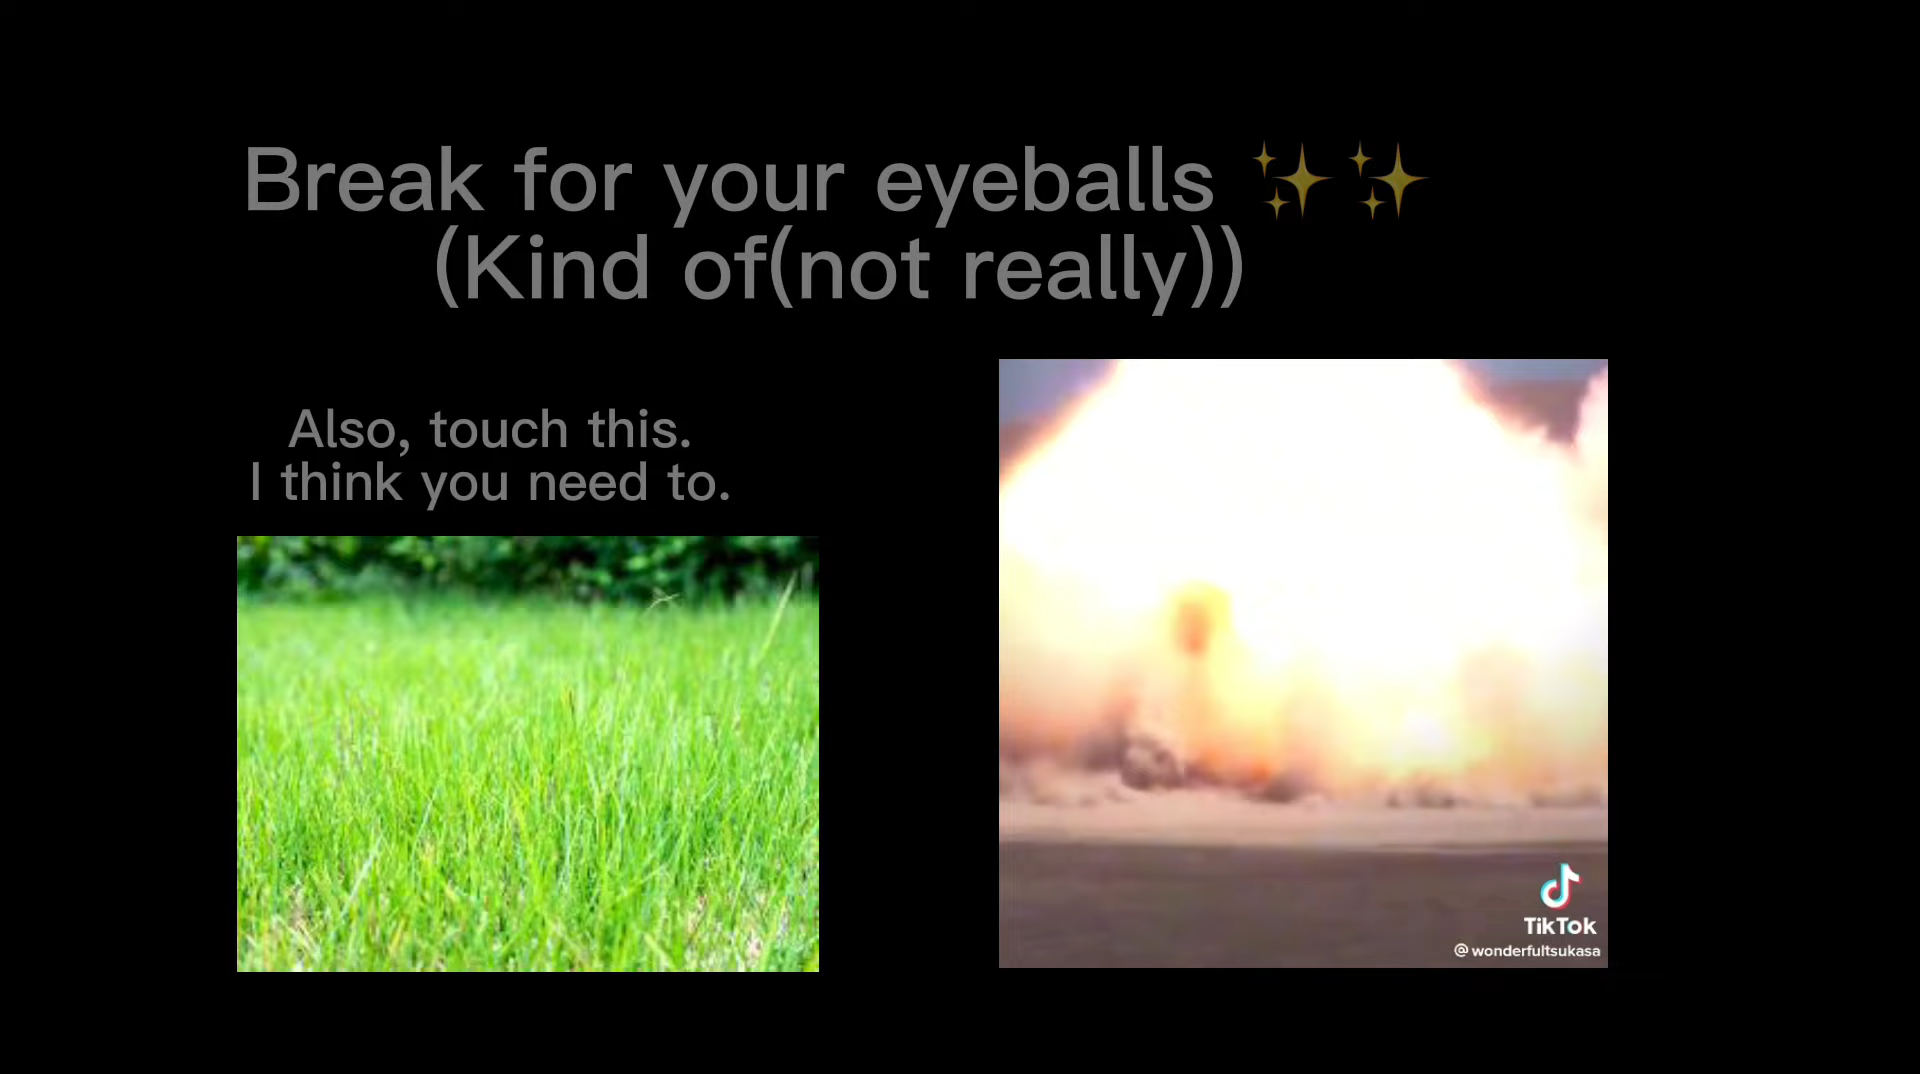 Break for your eyeballs ✨✨
(Kind of(not really))
Also, touch this.
I think you need to.
TikTok
@wonderfultsukasa